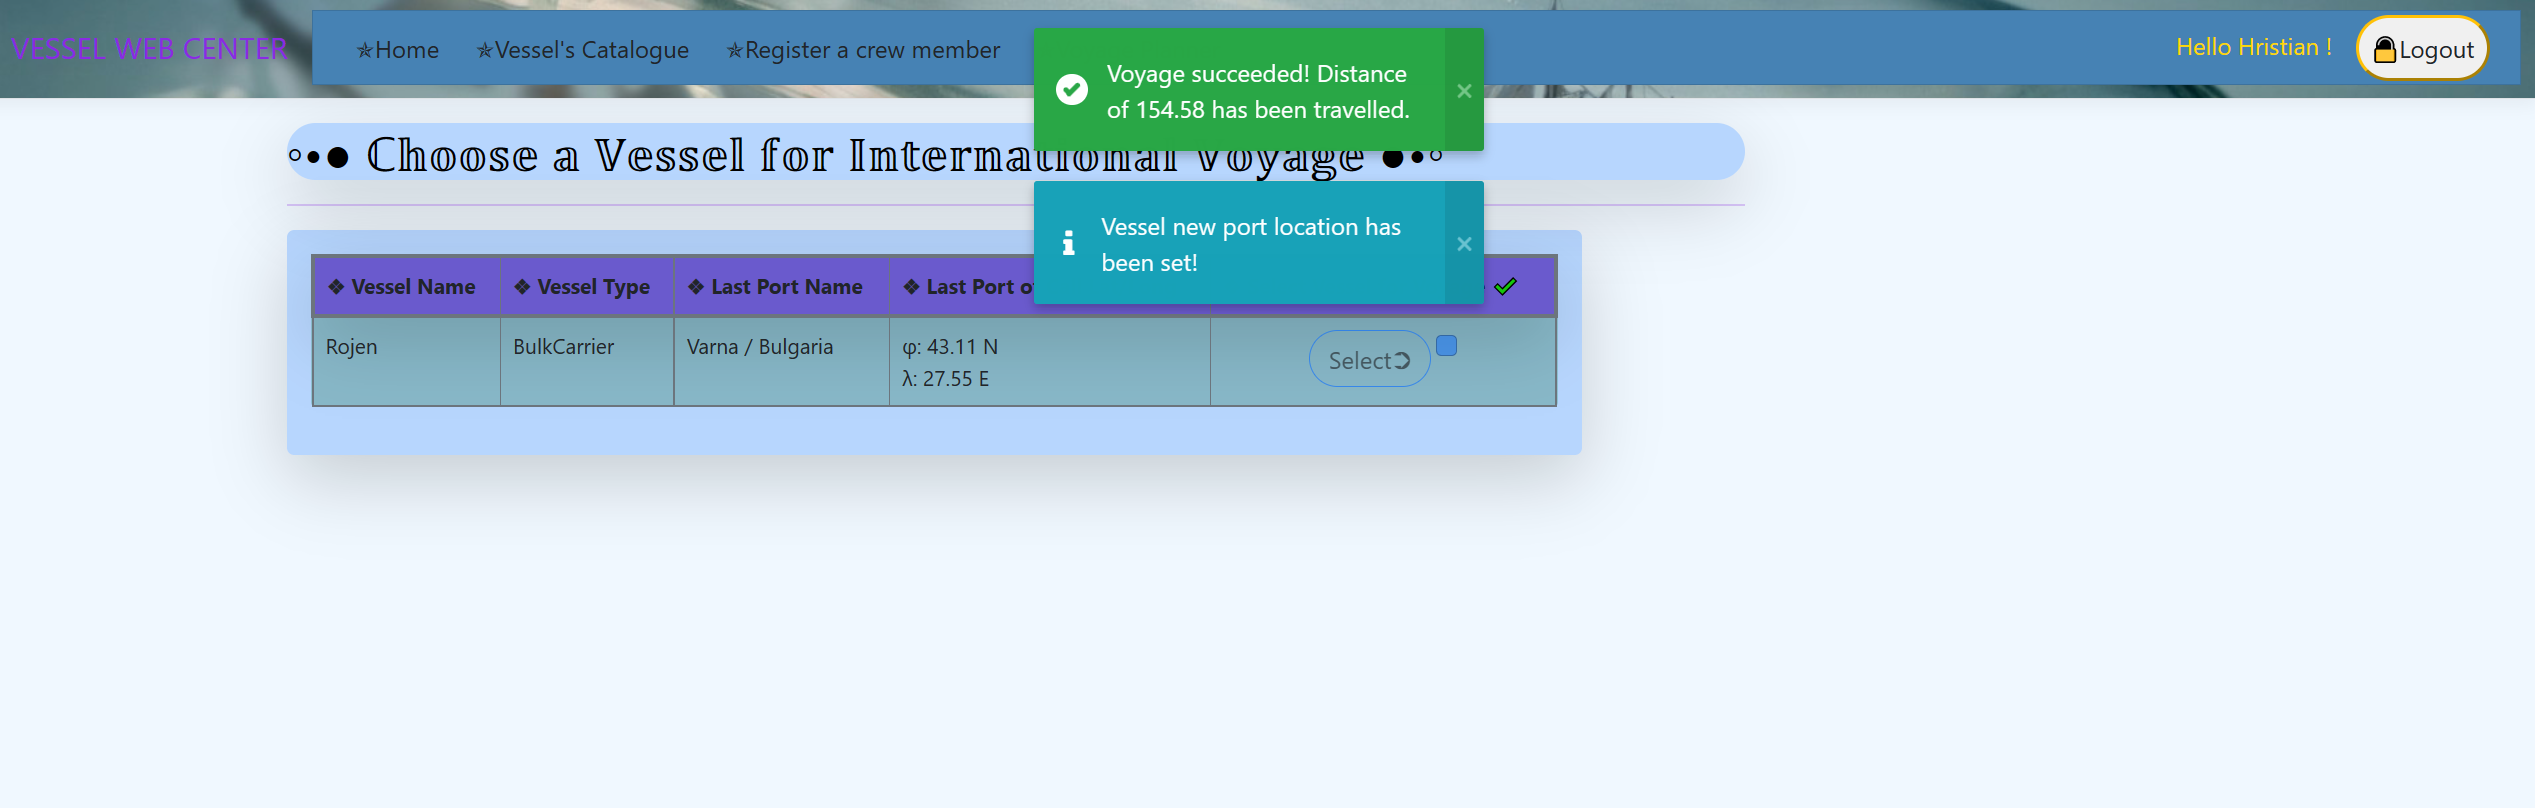 VESSEL WEB CENTER
✯Home ✯Vessel's Catalogue ✯Register a crew member
Hello Hristian !
Logout
Voyage succeeded! Distance
of 154.58 has been travelled.
×
◦•● ℂhoose a Vessel for International Voyage ●•◦
Vessel new port location has
been set!
×
❖ Vessel Name ❖ Vessel Type ❖ Last Port Name ❖ Last Port
Rojen BulkCarrier Varna / Bulgaria φ: 43.11 N
λ: 27.55 E
Select➲